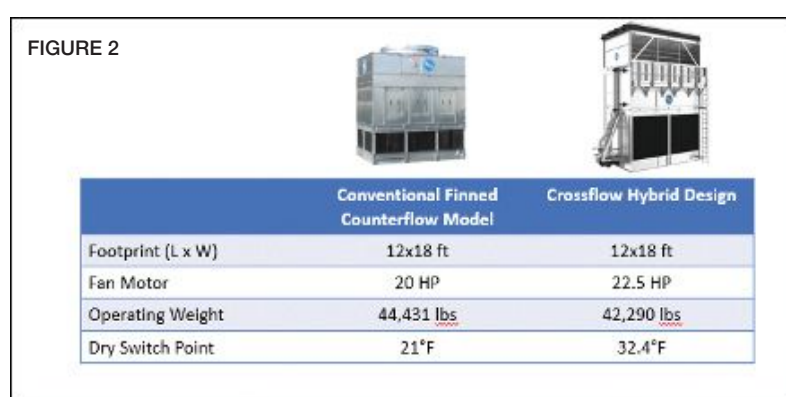 FIGURE 2
Conventional Finned Counterflow Model
Crossflow Hybrid Design
Footprint (L x W) 12x18 ft 12x18 ft
Fan Motor 20 HP 22.5 HP
Operating Weight 44,431 lbs 42,290 lbs
Dry Switch Point 21°F 32.4°F